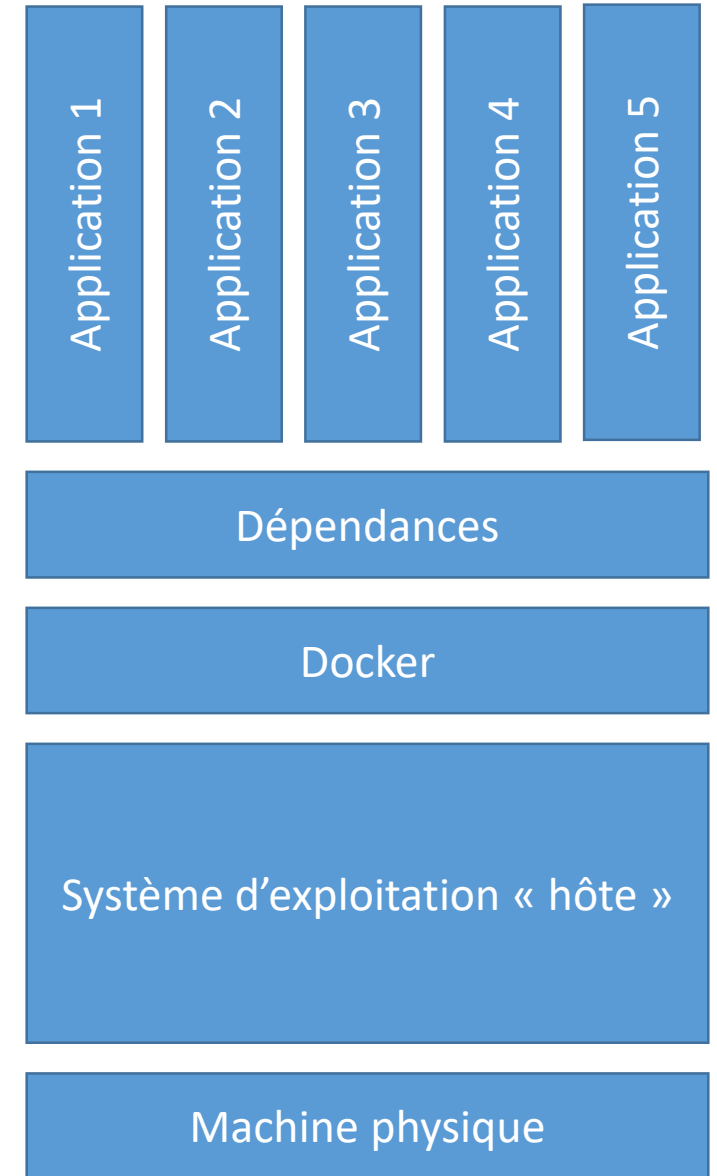 Application 1
Application 2
Application 3
Application 4
Application 5
Dépendances
Docker
Système d’exploitation « hôte »
Machine physique